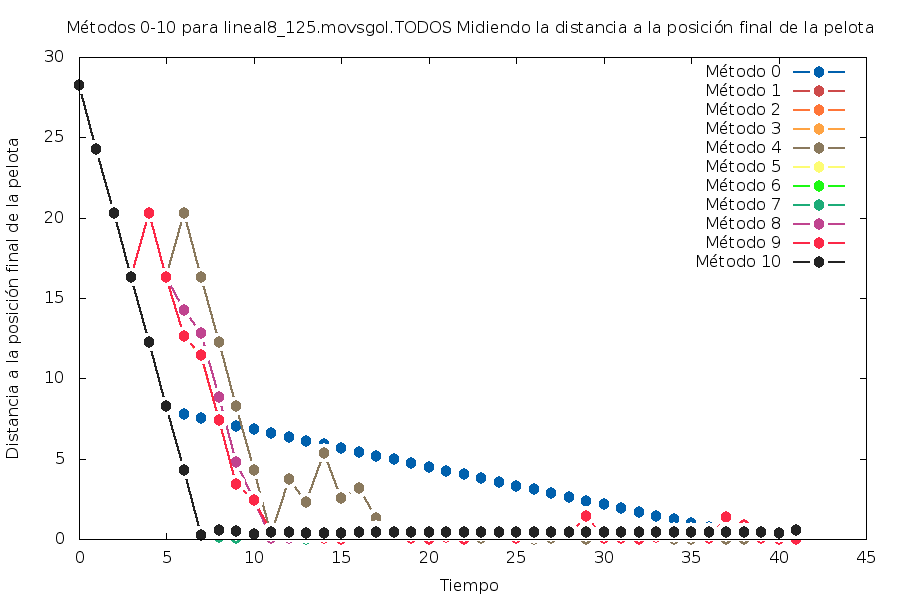 Métodos 0-10 para lineal8_125.movsgol.TODOS Midiendo la distancia a la posición final de la pelota
30
25
20
15
10
5
0
Distancia a la posición final de la pelota
Método 0
Método 1
Método 2
Método 3
Método 4
Método 5
Método 6
Método 7
Método 8
Método 9
Método 10
0 5 10 15 20 25 30 35 40 45
Tiempo